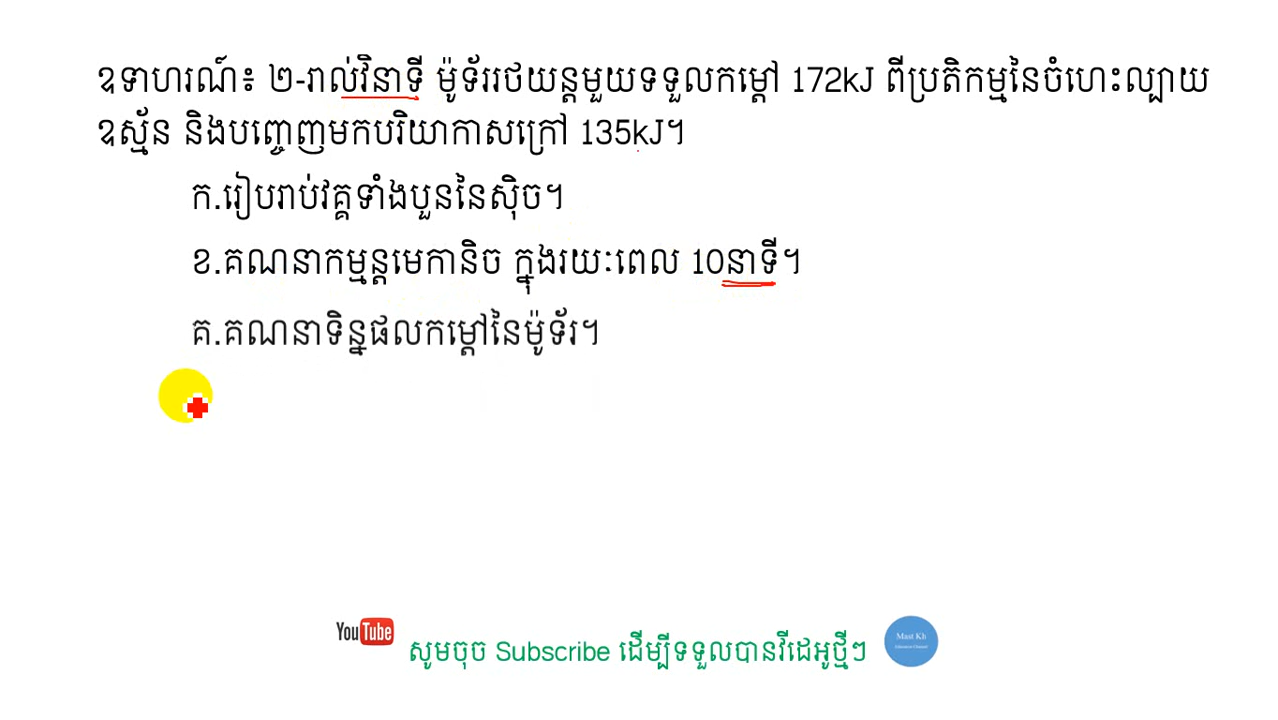 ឧទាហរណ៍៖ ២-រាល់វិនាទី ម៉ូទ័ររថយន្តមួយទទួលកម្តៅ 172kJ ពីប្រតិកម្មនៃចំហេះល្បាយ
ឧស្ម័ន និងបញ្ចេញមកបរិយាកាសក្រៅ 135kJ។
ក.រៀបរាប់វគ្គទាំងបួននៃស៊ិច។
ខ.គណនាកម្មន្តមេកានិច ក្នុងរយៈពេល 10នាទី។
គ.គណនាទិន្នផលកម្តៅនៃម៉ូទ័រ។
YouTube
សូមចុច Subscribe ដើម្បីទទួលបានវីដេអូថ្មីៗ
Maat Kh
Education Channel